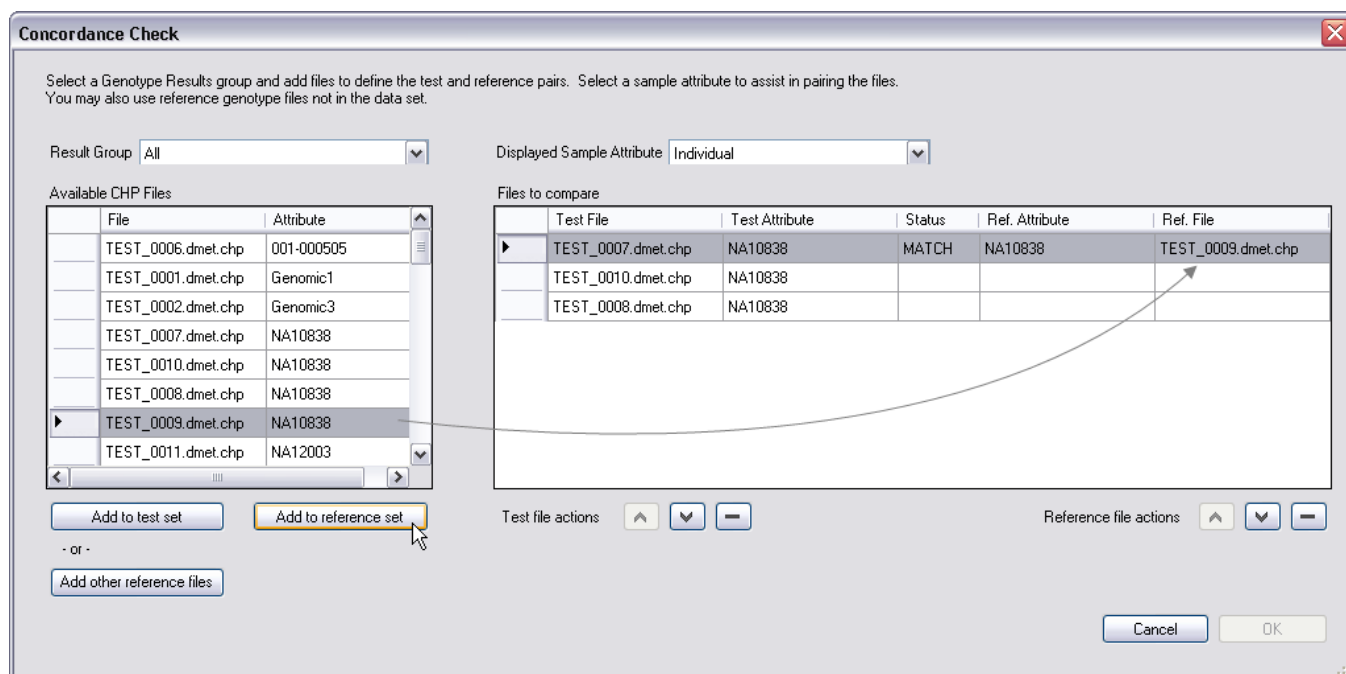 Concordance Check
Select a Genotype Results group and add files to define the test and reference pairs. Select a sample attribute to assist in pairing the files.
You may also use reference genotype files not in the data set.
Result Group All
Displayed Sample Attribute Individual
Available CHP Files
File Attribute
TEST_0006.dmet.chp 001-000505
TEST_0001.dmet.chp Genomic1
TEST_0002.dmet.chp Genomic3
TEST_0007.dmet.chp NA10838
TEST_0010.dmet.chp NA10838
TEST_0008.dmet.chp NA10838
TEST_0009.dmet.chp NA10838
TEST_0011.dmet.chp NA12003
Files to compare
Test File Test Attribute Status Ref. Attribute Ref. File
TEST_0007.dmet.chp NA10838 MATCH NA10838 TEST_0009.dmet.chp
TEST_0010.dmet.chp NA10838
TEST_0008.dmet.chp NA10838
Add to test set Add to reference set
Test file actions
Reference file actions
- or -
Add other reference files
Cancel OK